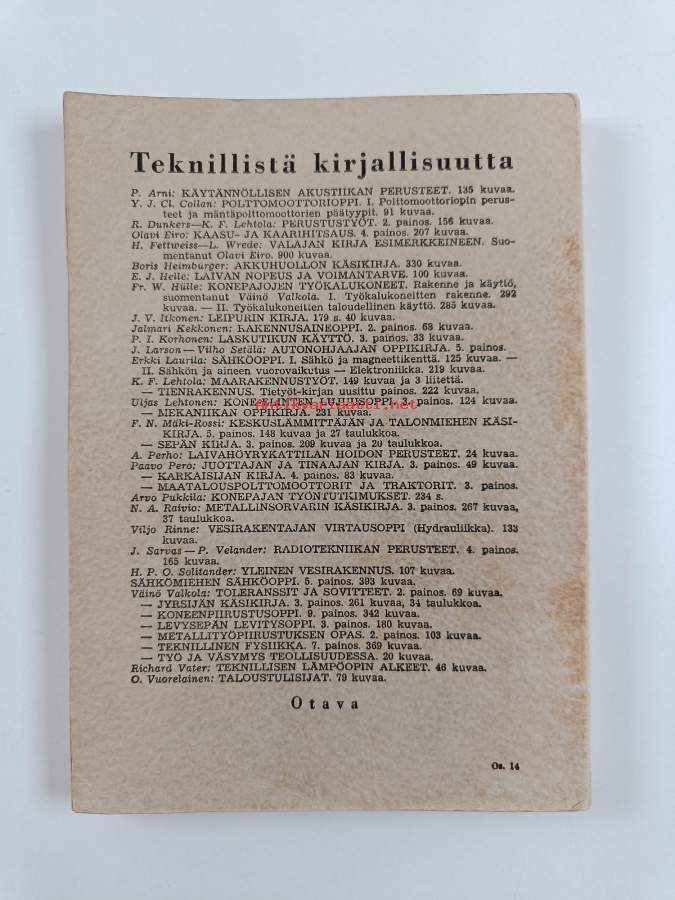 Teknillistä kirjallisuutta
P. Arni: KÄYTÄNNÖLLISEN AKUSTIIKAN PERUSTEET. 135 kuvaa.
Y. J. Cl. Collan: POLTTOMOOTTORIOPPI. I. Polttomoottoriopin perus-
teet ja mäntäpolttomoottorien päätyypit. 91 kuvaa.
R. Dunkers—K. F. Lehtola: PERUSTUSTYÖT. 2. painos. 156 kuvaa.
Olavi Eiro: KAASU- JA KAARIHITSAUS. 4. painos. 207 kuvaa.
H. Fettweiss—L. Wrede: VALAJAN KIRJA ESIMERKKEINEEN. Suo-
mentanut Olavi Eiro. 900 kuvaa.
Boris Heimbürger: AKKUHUOLLON KÄSIKIRJA. 330 kuvaa.
E. J. Helle: LAIVAN NOPEUS JA VOIMANTARVE. 100 kuvaa.
Fr. W. Hülle: KONEPAJOJEN TYÖKALUKONEET. Rakenne ja käyttö,
suomentanut Väinö Valkola. I. Työkalukoneitten rakenne. 292
kuvaa. — II. Työkalukoneitten taloudellinen käyttö. 285 kuvaa.
J. V. Itkonen: LEIPURIN KIRJA. 179 s. 40 kuvaa.
Jalmari Kekkonen: RAKENNUSAINEOPPI. 2. painos. 68 kuvaa.
P. I. Korhonen: LASKUTIKUN KÄYTTÖ. 3. painos. 33 kuvaa.
J. Larson—Vilho Setälä: AUTONOHJAAJAN OPPIKIRJA. 5. painos.
Erkki Laurila: SÄHKÖOPPI. I. Sähkö ja magneettikenttä. 125 kuvaa. —
II. Sähkön ja aineen vuorovaikutus — Elektroniikka. 219 kuvaa.
K. F. Lehtola: MAARAKENNUSTYÖT. 149 kuvaa ja 3 liitettä.
— TIENRAKENNUS. Tietyöt-kirjan uusittu painos. 222 kuvaa.
Uljas Lehtonen: KONE-ELINTEN LUJUUSOPPI. 2. painos. 124 kuvaa.
— MEKANIIKAN OPPIKIRJA. 231 kuvaa.
F. N. Mäki-Rossi: KESKUSLÄMMITTÄJÄN JA TALONMIEHEN KÄSI-
KIRJA. 5. painos. 148 kuvaa ja 27 taulukkoa.
— SEPÄN KIRJA. 3. painos. 209 kuvaa ja 20 taulukkoa.
A. Perho: LAIVAHÖYRYKATTILAN HOIDON PERUSTEET. 24 kuvaa.
Paavo Pero: JUOTTAJAN JA TINAAJAN KIRJA. 3. painos. 49 kuvaa.
— KARKAISIJAN KIRJA. 4. painos. 83 kuvaa.
— MAATALOUS-POLTTOMOOTTORIT JA TRAKTORIT. 3. painos.
Arvo Pukkila: KONEPAJAN TYÖNTUTKIMUKSET. 234 s.
N. A. Raivio: METALLINSORVARIN KÄSIKIRJA. 3. painos. 267 kuvaa,
37 taulukkoa.
Viljo Rinne: VESIRAKENTAJAN VIRTAUSOPPI (Hydrauliikka). 133
kuvaa.
J. Sarvas—P. Velander: RADIOTEKNIIKAN PERUSTEET. 4. painos.
165 kuvaa.
H. P. O. Solitander: YLEINEN VESIRAKENNUS. 107 kuvaa.
SÄHKÖMIEHEN SÄHKÖOPPI. 5. painos. 393 kuvaa.
Väinö Valkola: TOLERANSSIT JA SOVITTEET. 2. painos. 69 kuvaa.
— JYRSIJÄN KÄSIKIRJA. 3. painos. 261 kuvaa, 34 taulukkoa.
— KONEENPIIRUSTUSOPPI. 9. painos. 342 kuvaa.
— LEVYSEPÄN LEVITYSOPPI. 3. painos. 180 kuvaa.
— METALLITYÖPIIRUSTUKSEN OPAS. 2. painos. 103 kuvaa.
— TEKNILLINEN FYSIIKKA. 7. painos. 369 kuvaa.
— TYÖ JA VÄSYMYS TEOLLISUUDESSA. 20 kuvaa.
Richard Vater: TEKNILLISEN LÄMPÖOPIN ALKEET. 46 kuvaa.
O. Vuorelainen: TALOUSTULISIJAT. 79 kuvaa.
Otava
Os. 14